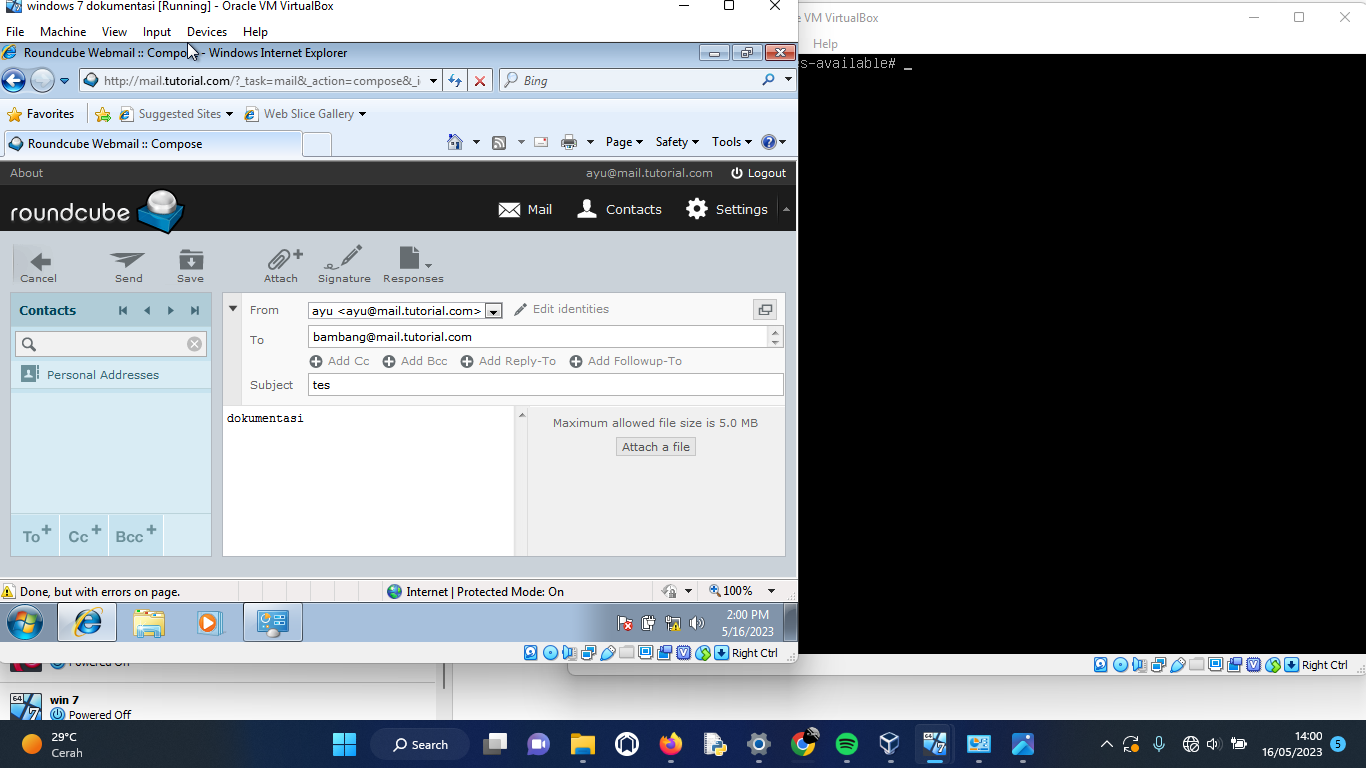 windows 7 dokumentasi [Running] - Oracle VM VirtualBox
File Machine View Input Devices Help
Roundcube Webmail :: Compo - Windows Internet Explorer
http://mail.tutorial.com/?_task=mail&_action=compose&_i
Bing
Favorites Suggested Sites Web Slice Gallery
Roundcube Webmail :: Compose
Page Safety Tools
About ayu@mail.tutorial.com Logout
roundcube Mail Contacts Settings
Cancel Send Save Attach Signature Responses
Contacts
Personal Addresses
To+ Cc+ Bcc+
From ayu <ayu@mail.tutorial.com> Edit identities
To bambang@mail.tutorial.com
Add Cc Add Bcc Add Reply-To Add Followup-To
Subject tes
dokumentasi
Maximum allowed file size is 5.0 MB
Attach a file
Done, but with errors on page. Internet | Protected Mode: On 100%
2:00 PM
5/16/2023
Right Ctrl
VM VirtualBox
Help
s-available# _
Right Ctrl
Powered Off
64
win 7
Powered Off
29°C
Cerah
Search
64
14:00
16/05/2023
5